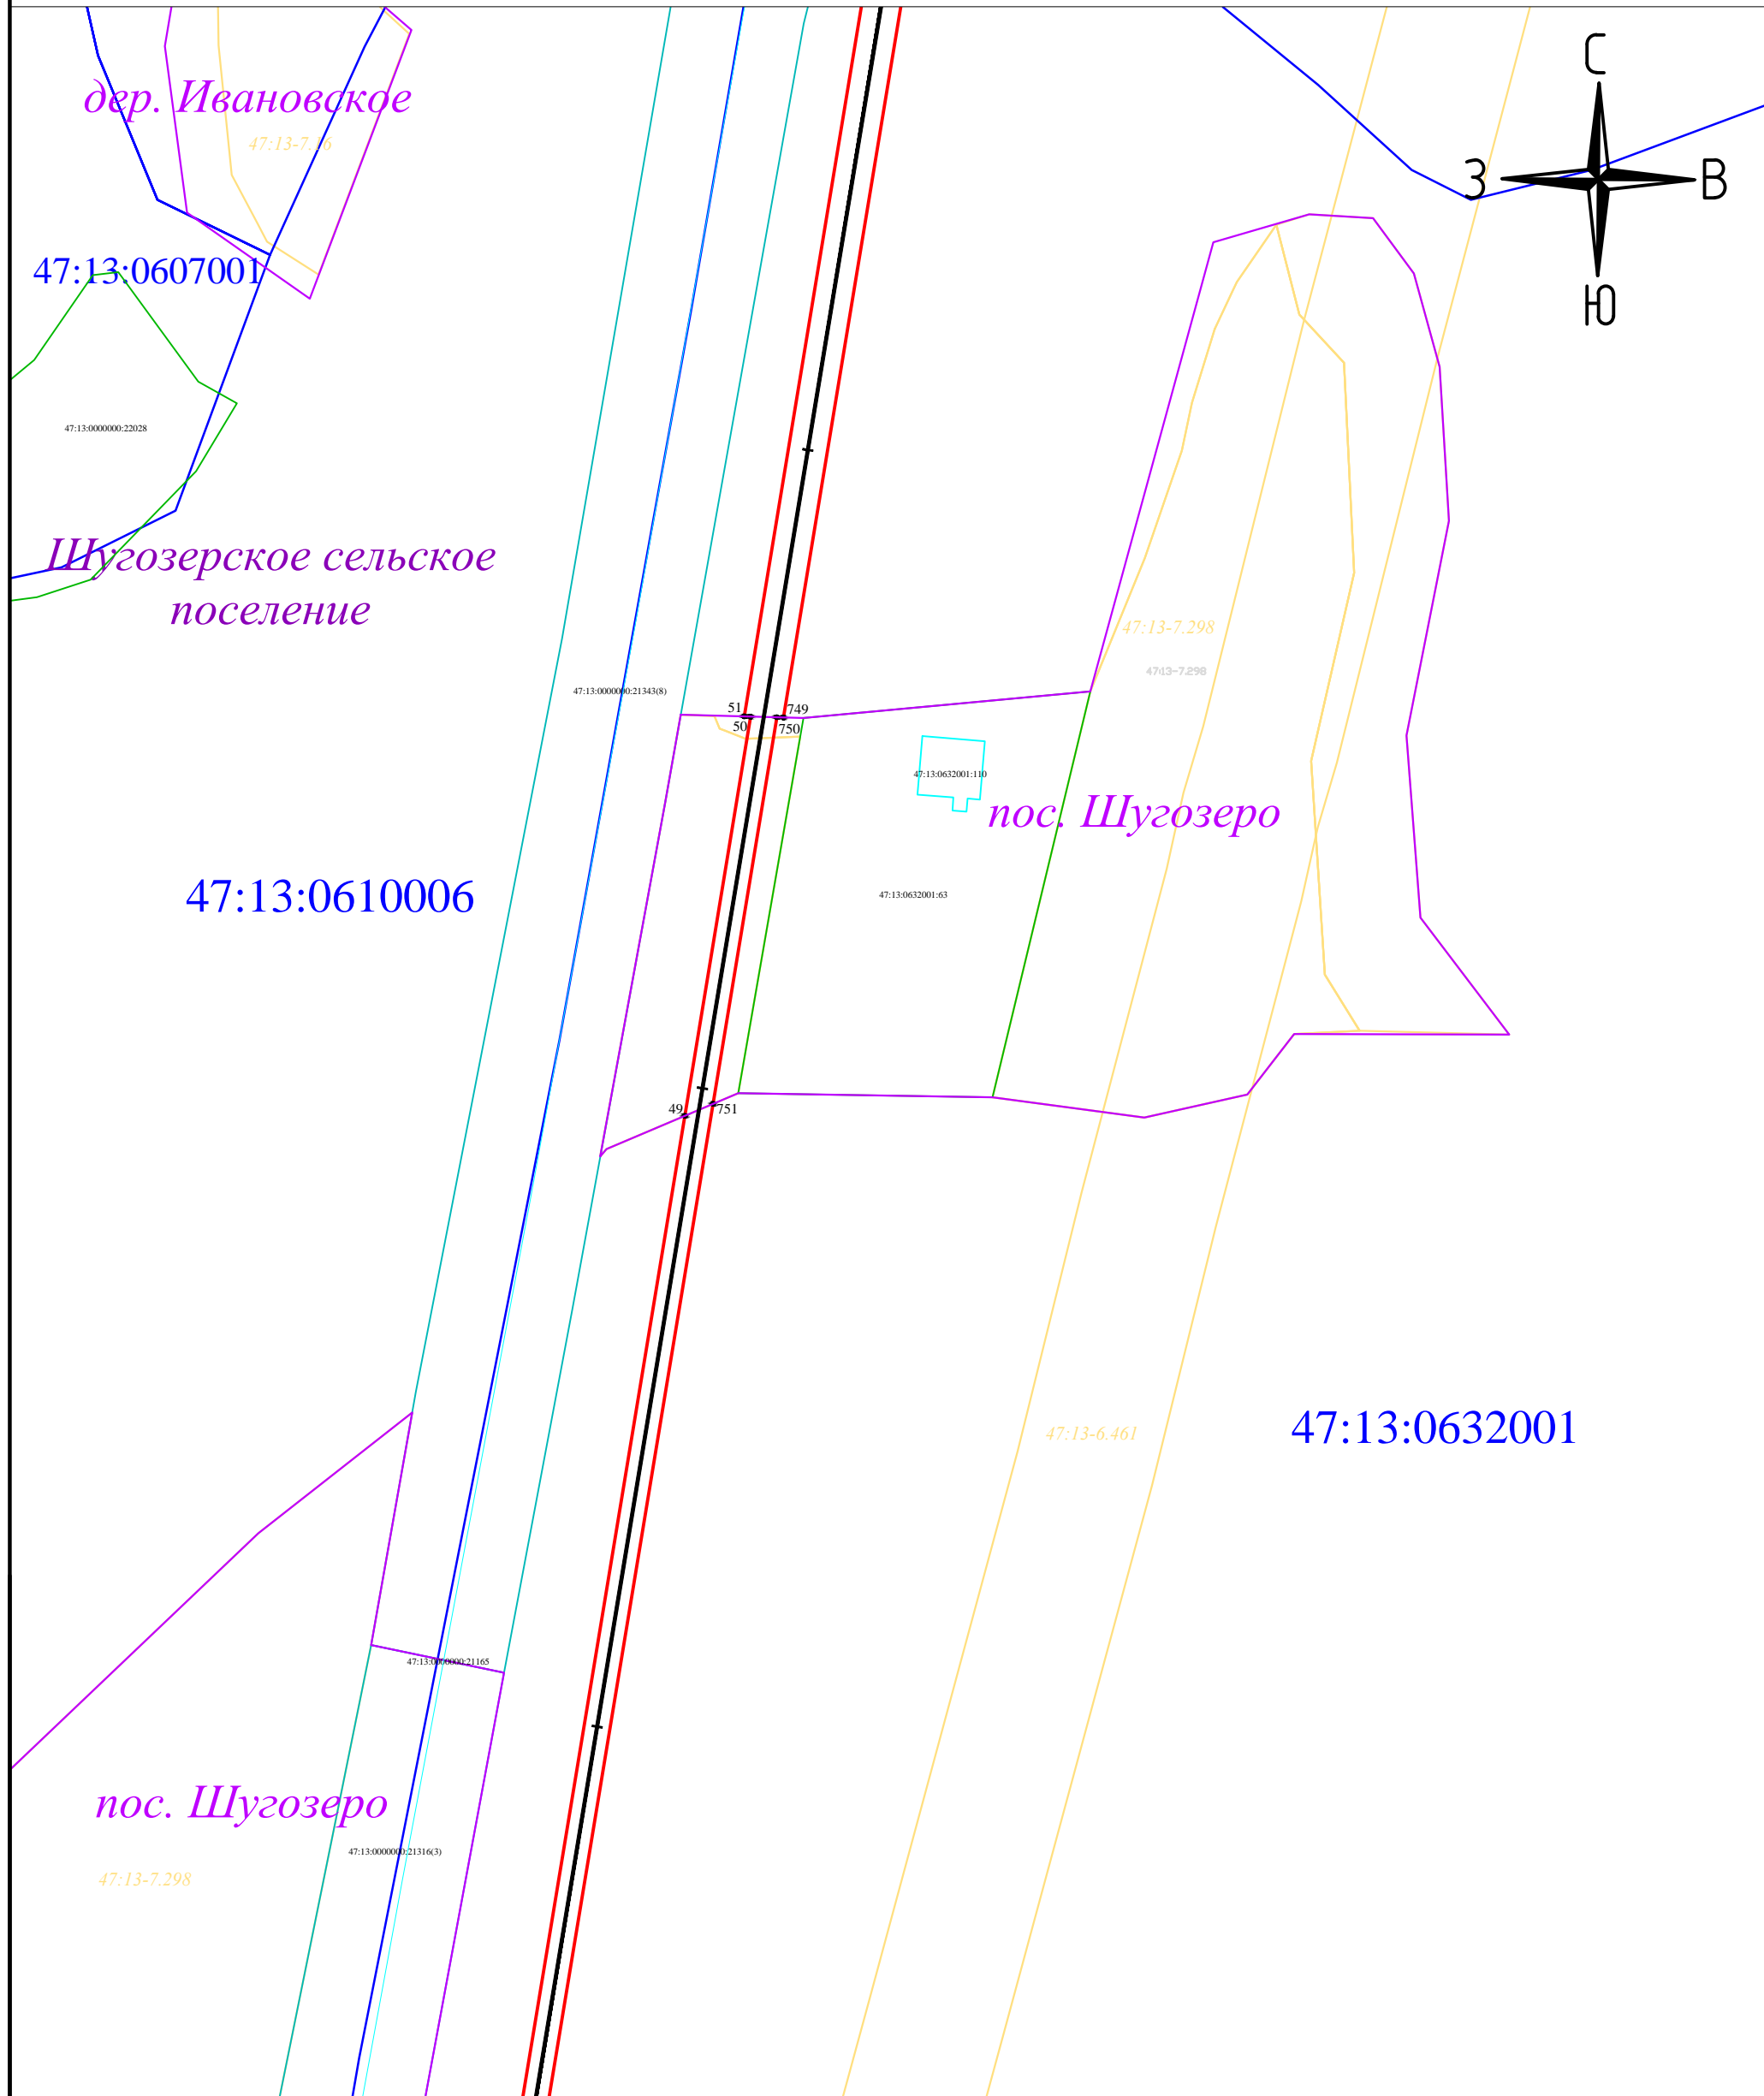 С
дер. Ивановское
47:13-7.16
З
В
47:13:0607001
Ю
47:13:0000000:22028
Шугозерское сельское
поселение
47:13-7.298
47:13-7.298
47:13:0000000:21343(8)
51
749
50
750
47:13:0632001:110
пос. Шугозеро
47:13:0610006
47:13:0632001:63
49
751
47:13:0632001
47:13-6.461
47:13:0000000:21165
пос. Шугозеро
47:13:0000000:21316(3)
47:13-7.298